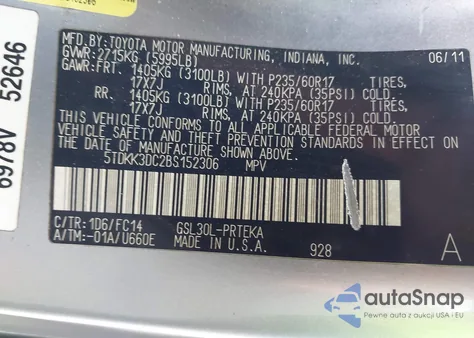 MFD. BY: TOYOTA MOTOR MANUFACTURING, INDIANA, INC. 06/11
GVWR: 2715KG (5995LB)
GAWR: FRT. 1405KG (3100LB) WITH P235/60R17 TIRES,
17X7J RIMS, AT 240KPA (35PSI) COLD.
RR. 1405KG (3100LB) WITH P235/60R17 TIRES,
17X7J RIMS, AT 240KPA (35PSI) COLD.
THIS VEHICLE CONFORMS TO ALL APPLICABLE FEDERAL MOTOR
VEHICLE SAFETY AND THEFT PREVENTION STANDARDS IN EFFECT ON
THE DATE OF MANUFACTURE SHOWN ABOVE.
5TDKK3DC2BS152306 MPV
C/TR: 1D6/FC14 GSL30L-PRTEKA
A/TM:-01A/U660E MADE IN U.S.A. 928 A
6978V 52646
autoSnap
Pewne auta z USA i EU